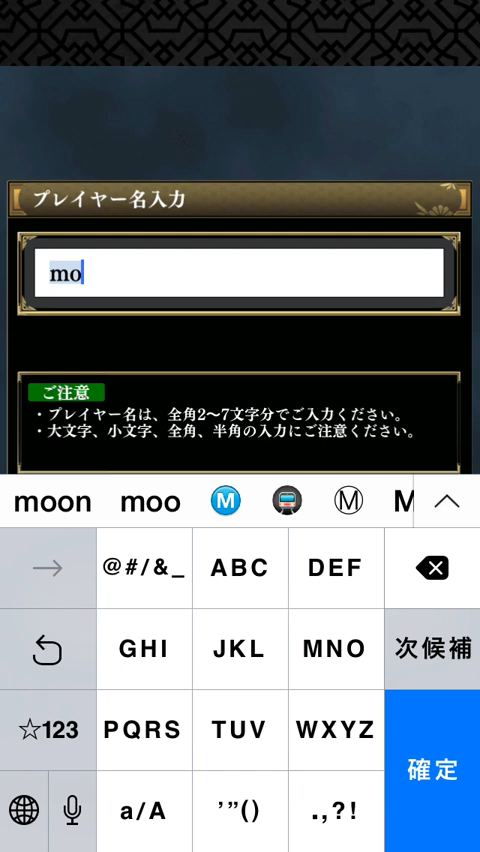 プレイヤー名入力
mo
ご注意
・プレイヤー名は、全角2〜7文字分でご入力ください。
・大文字、小文字、全角、半角の入力にご注意ください。
moon moo Ⓜ️ 🚇 Ⓜ M
→ @#/&_ ABC DEF
GHI JKL MNO 次候補
☆123 PQRS TUV WXYZ
確定
a/A '"() .,?!